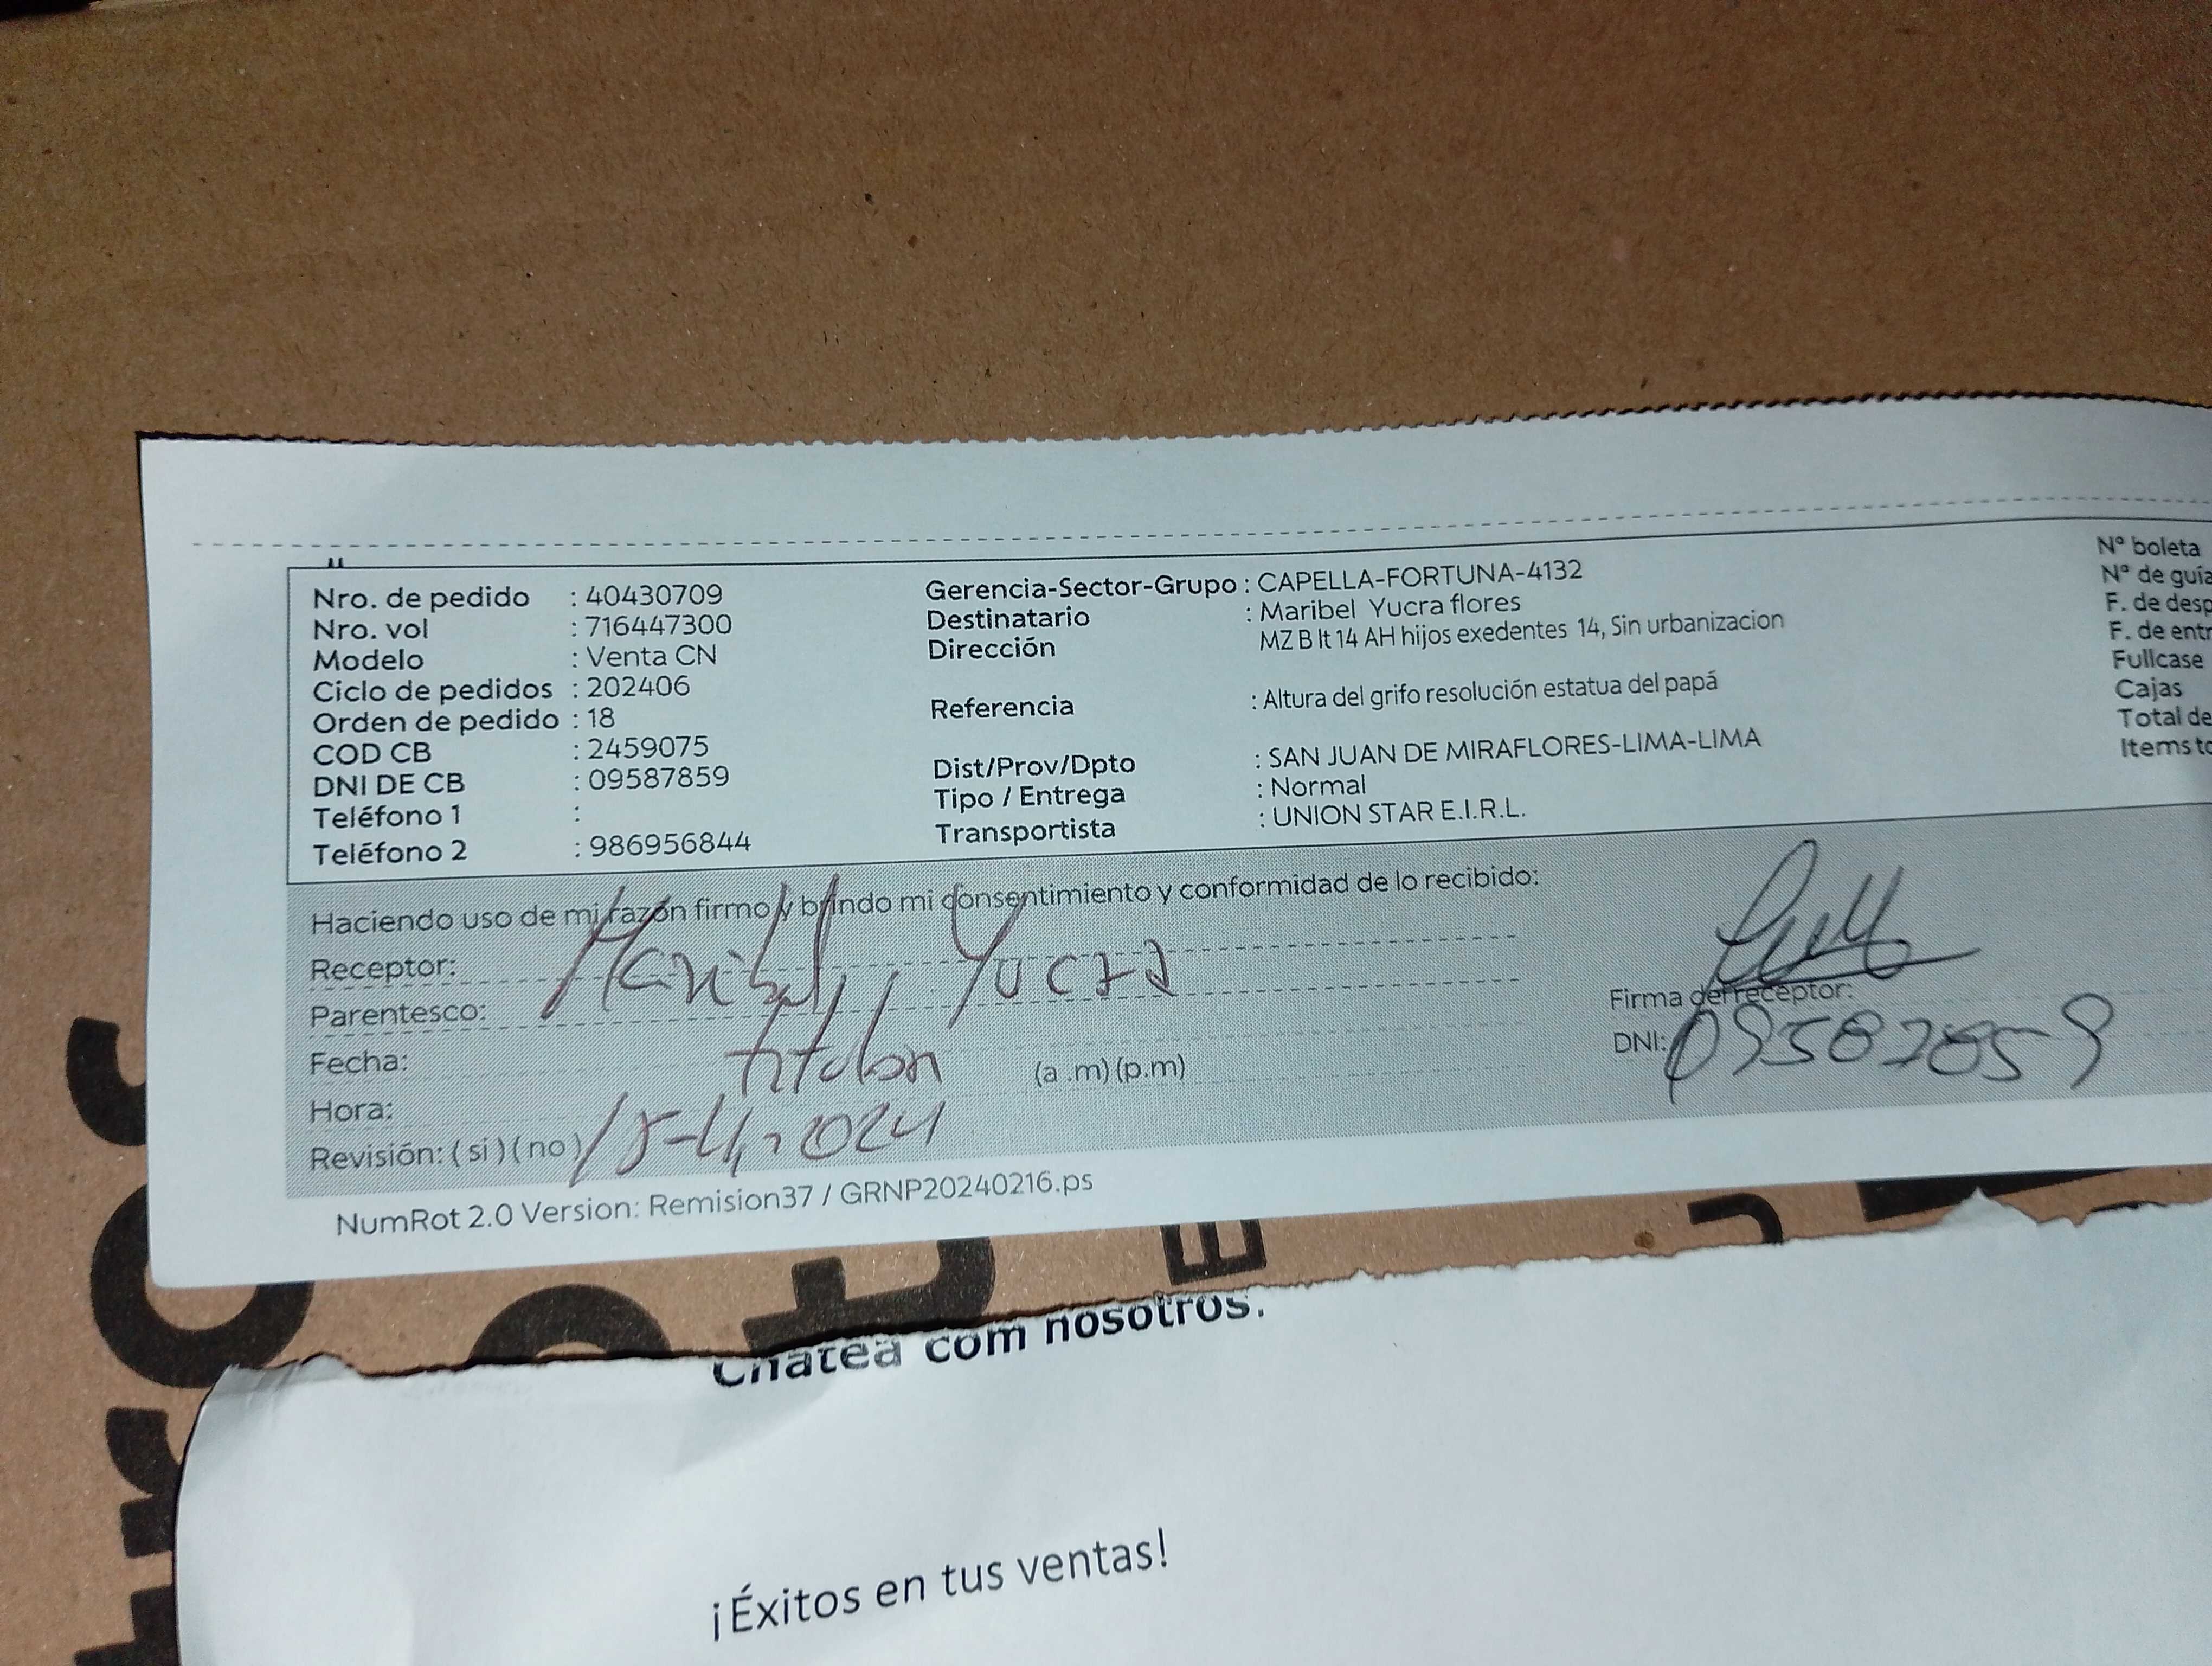 Nro. de pedido : 40430709
Nro. vol : 716447300
Modelo : Venta CN
Ciclo de pedidos : 202406
Orden de pedido : 18
COD CB : 2459075
DNI DE CB : 09587859
Teléfono 1 :
Teléfono 2 : 986956844
Gerencia-Sector-Grupo : CAPELLA-FORTUNA-4132
Destinatario : Maribel Yucra flores
Dirección MZ B lt 14 AH hijos exedentes 14, Sin urbanizacion
Referencia : Altura del grifo resolución estatua del papá
Dist/Prov/Dpto : SAN JUAN DE MIRAFLORES-LIMA-LIMA
Tipo / Entrega : Normal
Transportista : UNION STAR E.I.R.L.
Nº boleta
Nº de guía
F. de desp
F. de entr
Fullcase
Cajas
Total de
Items to
Haciendo uso de mi razón firmo y brindo mi consentimiento y conformidad de lo recibido:
Receptor: Maribel Yucra
Parentesco:
Fecha: (a .m) (p.m)
Hora:
Revisión: ( si ) ( no ) 15-4-2024
Firma del receptor:
DNI: 09587859
NumRot 2.0 Version: Remision37 / GRNP20240216.ps
Chatea com nosotros.
¡Éxitos en tus ventas!